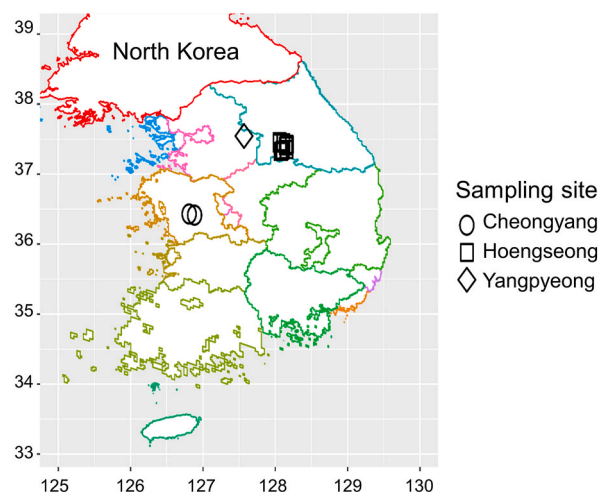 39
38
37
36
35
34
33
125
126
127
128
129
130
North Korea
Sampling site
Cheongyang
Hoengseong
Yangpyeong